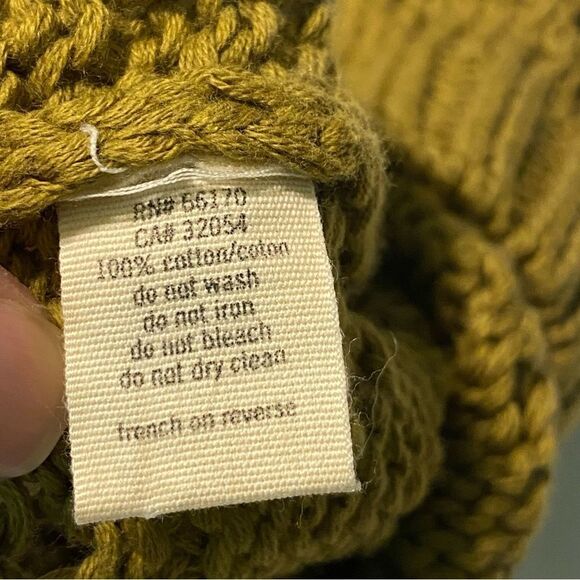 RN# 66170
CA# 32054
100% cotton/coton
do not wash
do not iron
do not bleach
do not dry clean
french on reverse